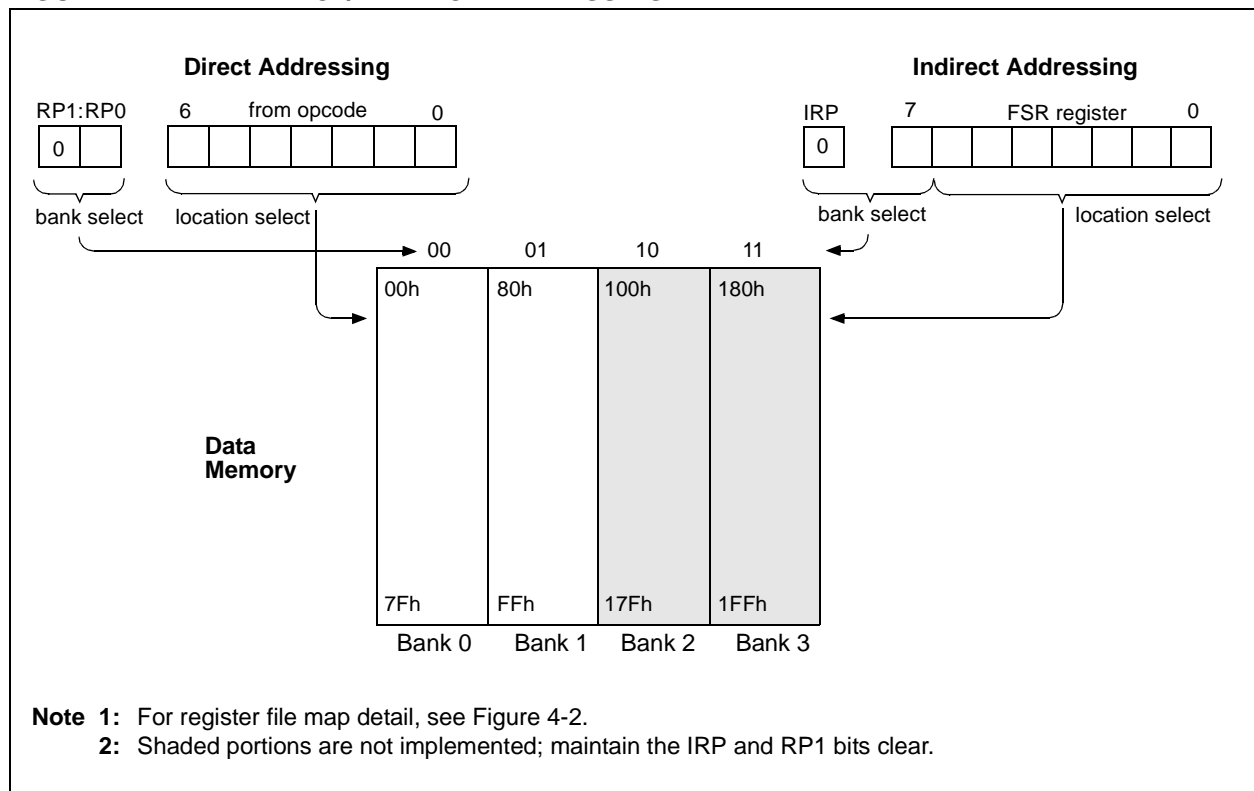 Direct Addressing
Indirect Addressing
RP1:RP0 6 from opcode 0
IRP 7 FSR register 0
0
0
bank select location select
bank select location select
00 01 10 11
00h 80h 100h 180h
Data
Memory
7Fh FFh 17Fh 1FFh
Bank 0 Bank 1 Bank 2 Bank 3
Note 1: For register file map detail, see Figure 4-2.
2: Shaded portions are not implemented; maintain the IRP and RP1 bits clear.